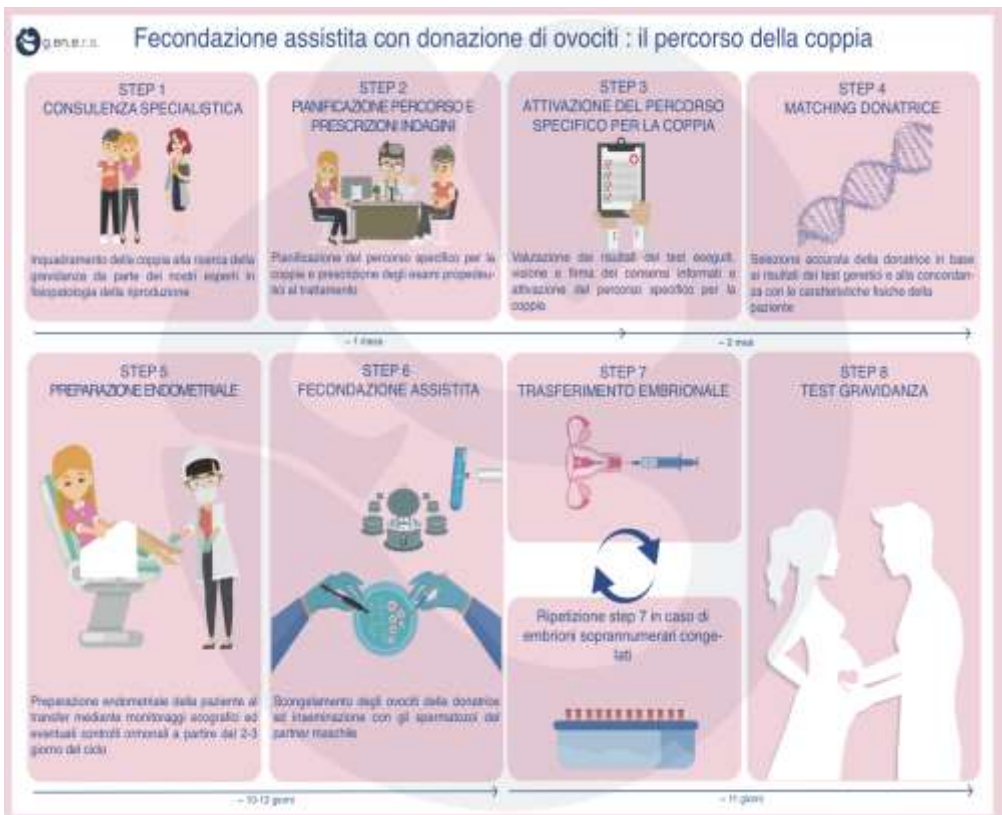 g.en.e.r.a.
Fecondazione assistita con donazione di ovociti : il percorso della coppia
STEP 1
CONSULENZA SPECIALISTICA
Inquadramento della coppia alla ricerca della
gravidanza da parte dei nostri esperti in
fisiopatologia della riproduzione
STEP 2
PIANIFICAZIONE PERCORSO E
PRESCRIZIONI INDAGINI
Pianificazione del percorso specifico per la
coppia e prescrizione degli esami propedeu-
tici al trattamento
STEP 3
ATTIVAZIONE DEL PERCORSO
SPECIFICO PER LA COPPIA
Valutazione dei risultati dei test eseguiti,
visione e firma dei consensi informati e
attivazione del percorso specifico per la
coppia
STEP 4
MATCHING DONATRICE
Selezione accurata della donatrice in base
ai risultati dei test genetici e alla concordan-
za con le caratteristiche fisiche della
paziente
~ 1 mese
~ 2 mesi
STEP 5
PREPARAZIONE ENDOMETRIALE
Preparazione endometriale della paziente al
transfer mediante monitoraggi ecografici ed
eventuali controlli ormonali a partire dal 2-3
giorno del ciclo
STEP 6
FECONDAZIONE ASSISTITA
Scongelamento degli ovociti della donatrice
ed inseminazione con gli spermatozoi del
partner maschile
STEP 7
TRASFERIMENTO EMBRIONALE
Ripetizione step 7 in caso di
embrioni soprannumerari conge-
lati
STEP 8
TEST GRAVIDANZA
~ 10-12 giorni
~ 11 giorni